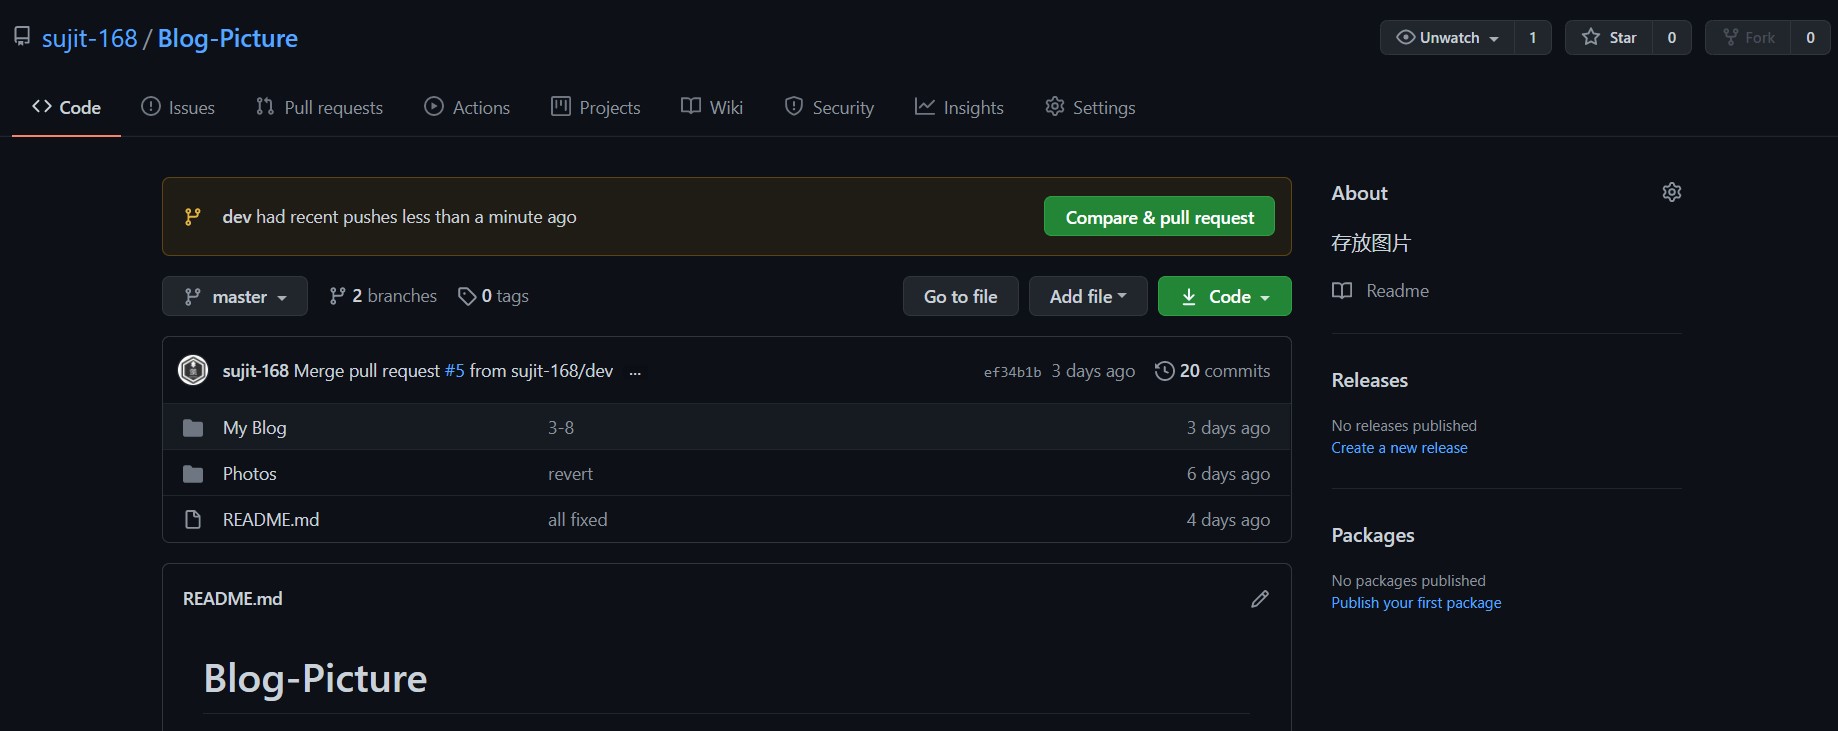 sujit-168 / Blog-Picture
Unwatch 1 Star 0 Fork 0
Code Issues Pull requests Actions Projects Wiki Security Insights Settings
dev had recent pushes less than a minute ago Compare & pull request
master 2 branches 0 tags Go to file Add file Code
sujit-168 Merge pull request #5 from sujit-168/dev ... ef34b1b 3 days ago 20 commits
My Blog 3-8 3 days ago
Photos revert 6 days ago
README.md all fixed 4 days ago
README.md
Blog-Picture
About
存放图片
Readme
Releases
No releases published
Create a new release
Packages
No packages published
Publish your first package